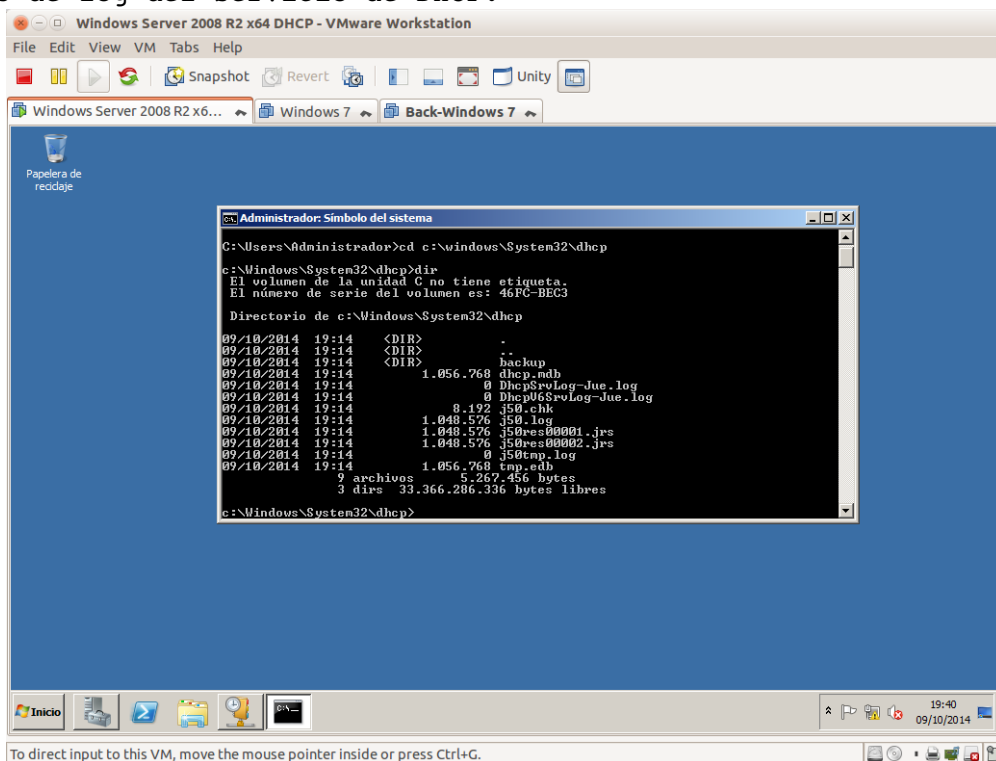 Windows Server 2008 R2 x64 DHCP - VMware Workstation
File Edit View VM Tabs Help
Snapshot Revert Unity
Windows Server 2008 R2 x6... Windows 7 Back-Windows 7
Papelera de
reciclaje
Administrador: Símbolo del sistema
C:\Users\Administrador>cd c:\windows\System32\dhcp
c:\Windows\System32\dhcp>dir
El volumen de la unidad C no tiene etiqueta.
El número de serie del volumen es: 46FC-BEC3
Directorio de c:\Windows\System32\dhcp
09/10/2014 19:14 <DIR> .
09/10/2014 19:14 <DIR> ..
09/10/2014 19:14 <DIR> backup
09/10/2014 19:14 1.056.768 dhcp.mdb
09/10/2014 19:14 0 DhcpSrvLog-Jue.log
09/10/2014 19:14 0 DhcpV6SrvLog-Jue.log
09/10/2014 19:14 8.192 j50.chk
09/10/2014 19:14 1.048.576 j50.log
09/10/2014 19:14 1.048.576 j50res00001.jrs
09/10/2014 19:14 1.048.576 j50res00002.jrs
09/10/2014 19:14 0 j50tmp.log
09/10/2014 19:14 1.056.768 tmp.edb
9 archivos 5.267.456 bytes
3 dirs 33.366.286.336 bytes libres
c:\Windows\System32\dhcp>
Inicio
19:40
09/10/2014
To direct input to this VM, move the mouse pointer inside or press Ctrl+G.